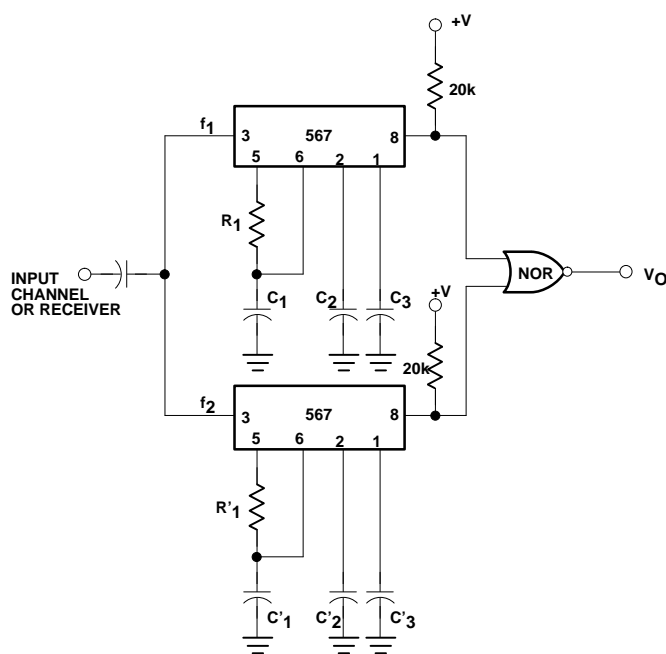 +V
20k
f1
3
567
8
5
6
2
1
R1
INPUT
CHANNEL
OR RECEIVER
C1
C2
C3
NOR
VO
+V
20k
f2
3
567
8
5
6
2
1
R'1
C'1
C'2
C'3